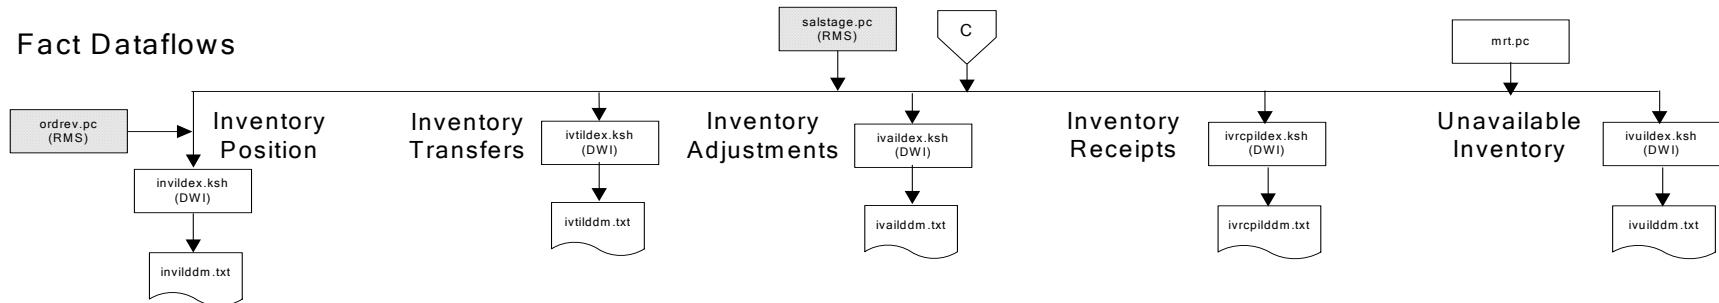 salstage.pc
(RMS)
C
mrt.pc
Fact Dataflows
ordrev.pc
(RMS)
Inventory
Position
Inventory
Transfers
ivtildex.ksh
(DWI)
Inventory
Adjustments
ivaildex.ksh
(DWI)
Inventory
Receipts
ivrcpildex.ksh
(DWI)
Unavailable
Inventory
ivuildex.ksh
(DWI)
invildex.ksh
(DWI)
ivtilddm.txt
ivailddm.txt
ivrcpilddm.txt
ivuilddm.txt
invilddm.txt